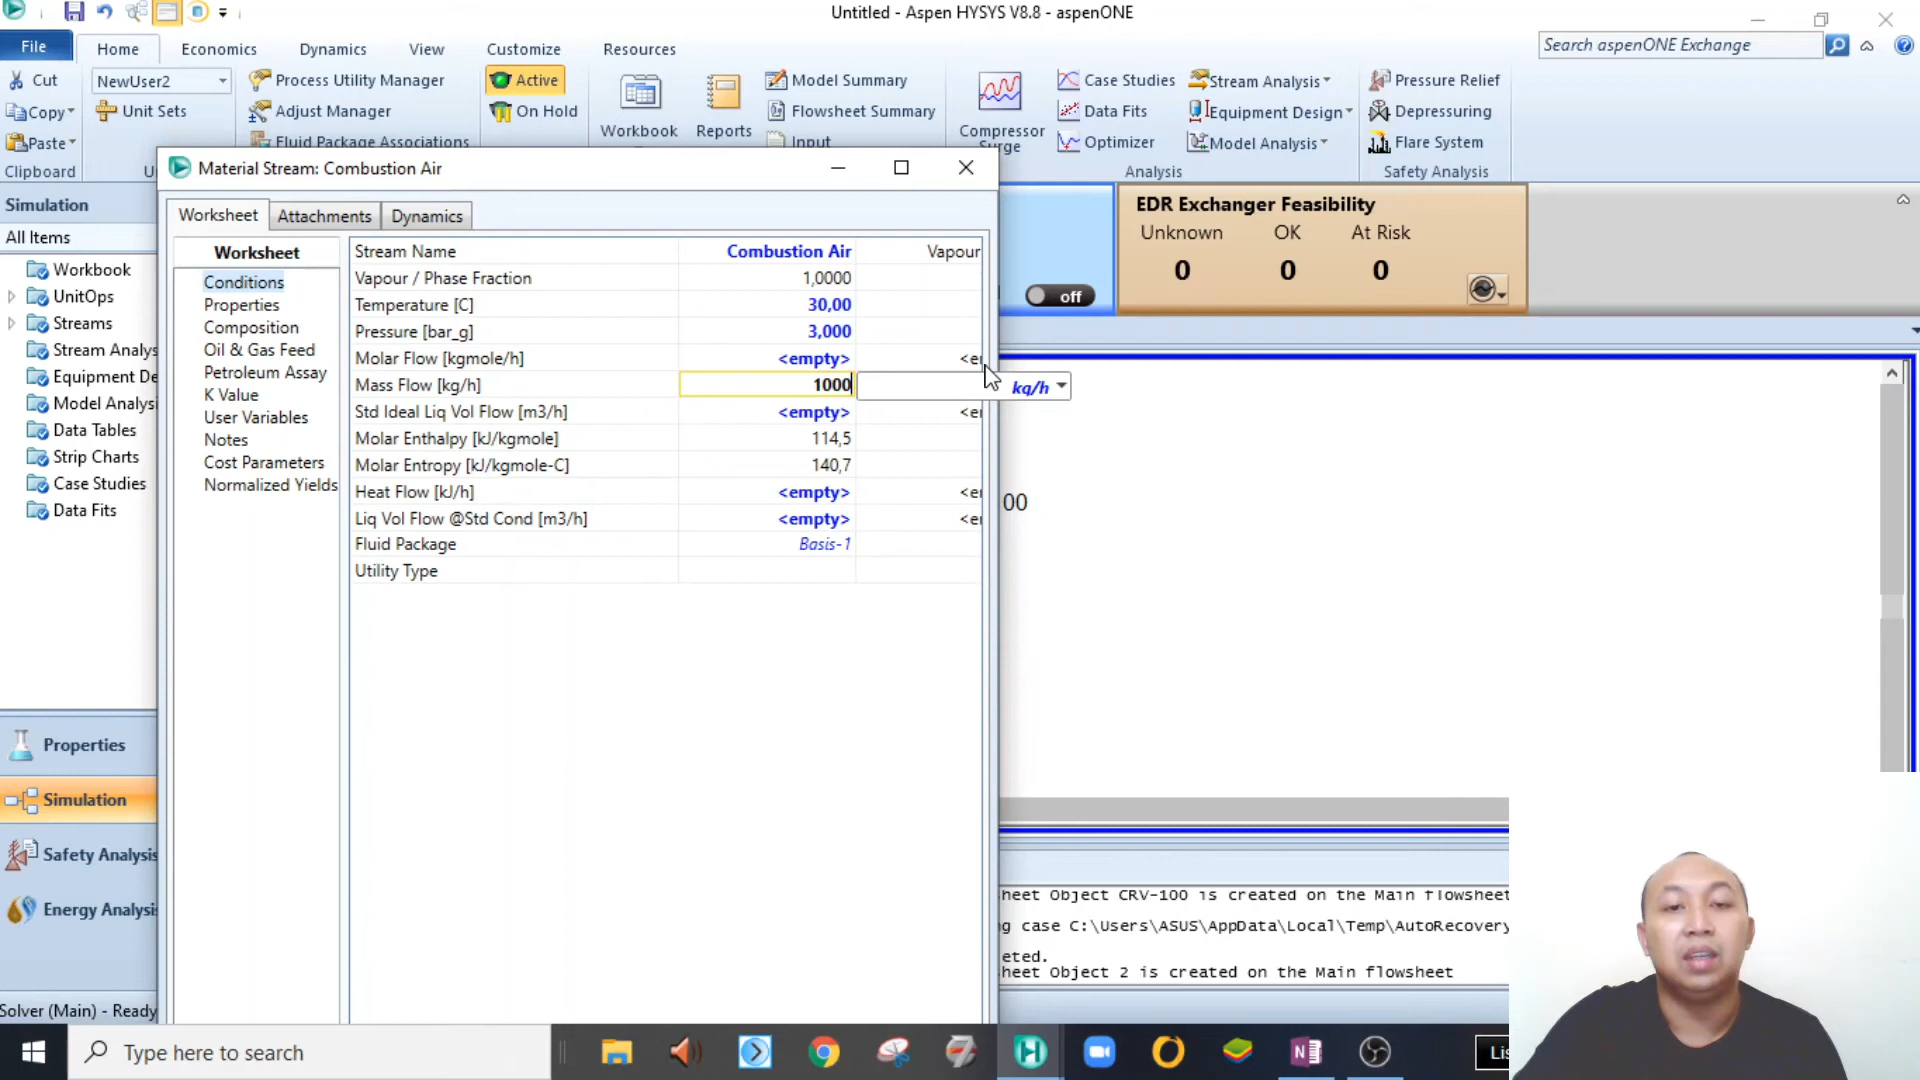 Untitled - Aspen HYSYS V8.8 - aspenONE
File
Home
Economics
Dynamics
View
Customize
Resources
Search aspenONE Exchange
Cut
NewUser2
Process Utility Manager
Active
Model Summary
Case Studies
Stream Analysis
Pressure Relief
Copy
Unit Sets
Adjust Manager
On Hold
Workbook
Reports
Flowsheet Summary
Compressor
Surge
Data Fits
Equipment Design
Depressuring
Paste
Fluid Package Associations
Input
Optimizer
Model Analysis
Flare System
Clipboard
Analysis
Safety Analysis
Material Stream: Combustion Air
Worksheet
Attachments
Dynamics
EDR Exchanger Feasibility
Unknown
OK
At Risk
0
0
0
off
Simulation
All Items
Workbook
UnitOps
Streams
Stream Analys
Equipment De
Model Analysi
Data Tables
Strip Charts
Case Studies
Data Fits
Properties
Simulation
Safety Analysis
Energy Analysi
Worksheet
Conditions
Properties
Composition
Oil & Gas Feed
Petroleum Assay
K Value
User Variables
Notes
Cost Parameters
Normalized Yields
Stream Name Combustion Air Vapour
Vapour / Phase Fraction 1,0000
Temperature [C] 30,00
Pressure [bar_g] 3,000
Molar Flow [kgmole/h] <empty> <e
Mass Flow [kg/h] 1000 kg/h
Std Ideal Liq Vol Flow [m3/h] <empty> <e
Molar Enthalpy [kJ/kgmole] 114,5
Molar Entropy [kJ/kgmole-C] 140,7
Heat Flow [kJ/h] <empty> <e
Liq Vol Flow @Std Cond [m3/h] <empty> <e
Fluid Package Basis-1
Utility Type
00
heet Object CRV-100 is created on the Main flowsheet
ng case C:\Users\ASUS\AppData\Local\Temp\AutoRecovery
eted.
heet Object 2 is created on the Main flowsheet
Solver (Main) - Ready
Type here to search